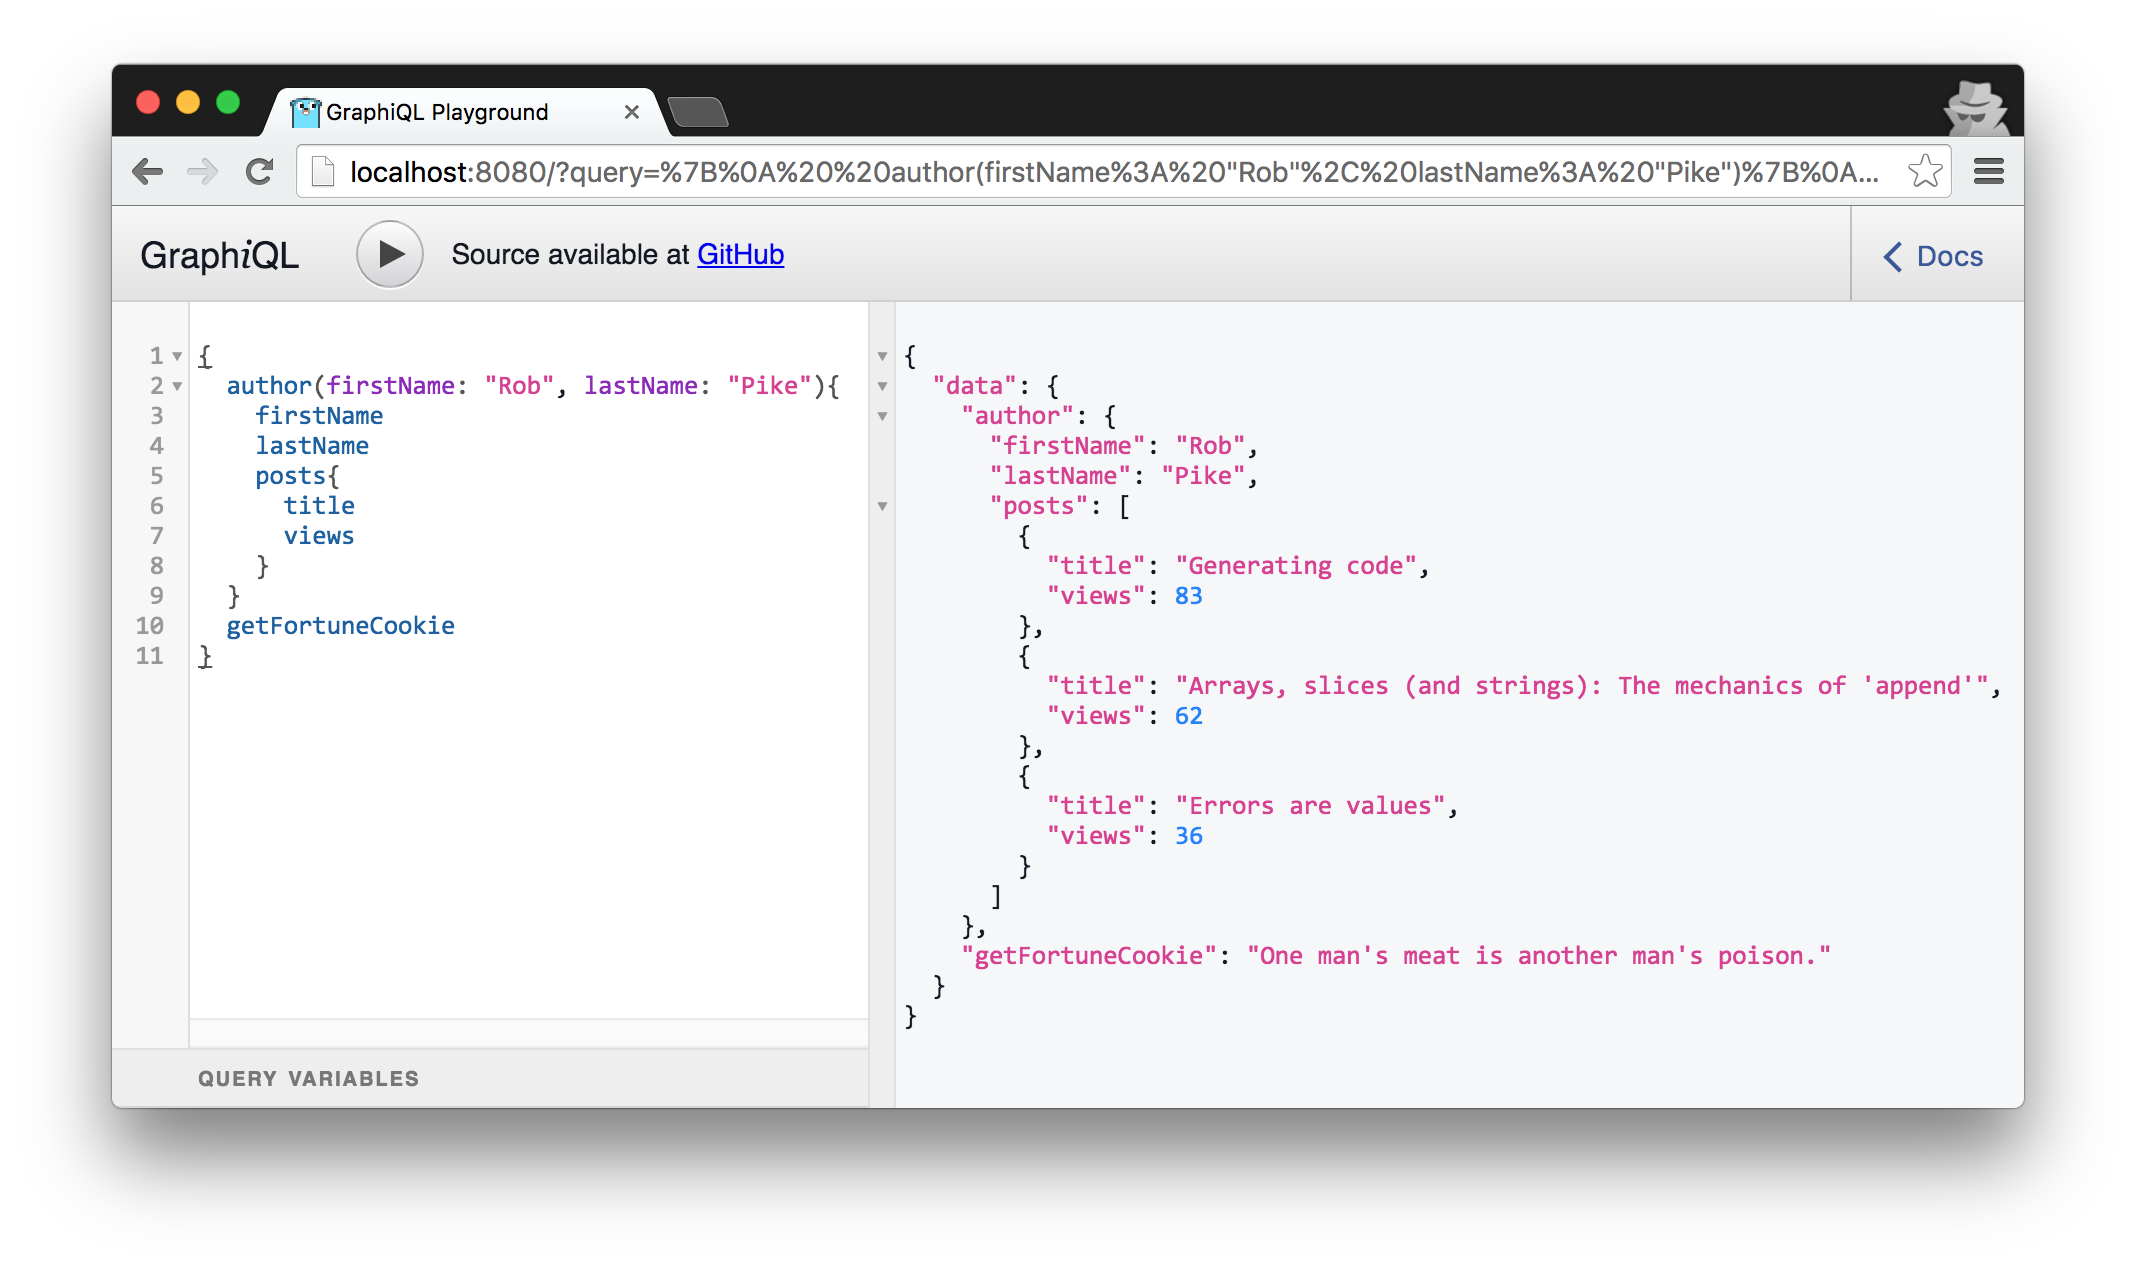 GraphiQL Playground
localhost:8080/?query=%7B%0A%20%20author(firstName%3A%20"Rob"%2C%20lastName%3A%20"Pike")%7B%0A...
GraphiQL
Source available at GitHub
Docs
1 {
2 author(firstName: "Rob", lastName: "Pike"){
3 firstName
4 lastName
5 posts{
6 title
7 views
8 }
9 }
10 getFortuneCookie
11 }
QUERY VARIABLES
{
"data": {
"author": {
"firstName": "Rob",
"lastName": "Pike",
"posts": [
{
"title": "Generating code",
"views": 83
},
{
"title": "Arrays, slices (and strings): The mechanics of 'append'",
"views": 62
},
{
"title": "Errors are values",
"views": 36
}
]
},
"getFortuneCookie": "One man's meat is another man's poison."
}
}